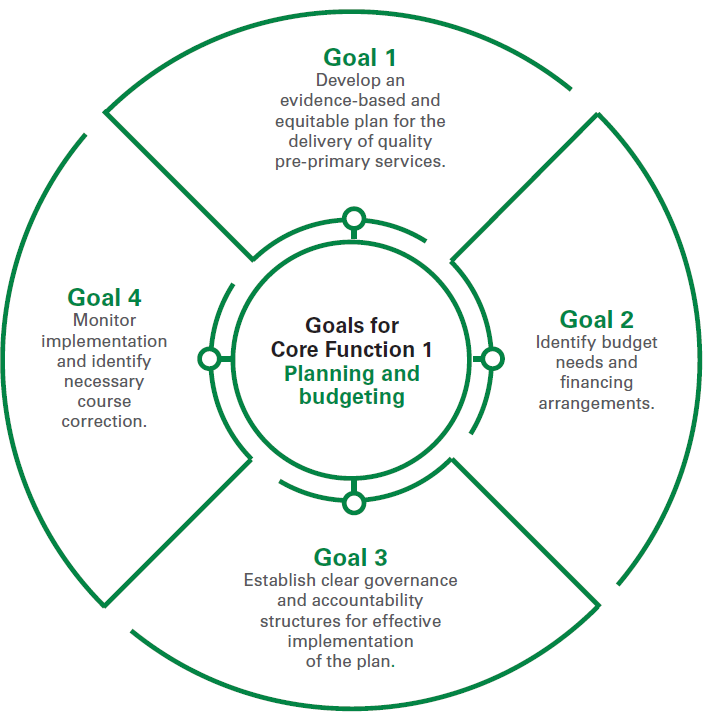 Goal 1
Develop an
evidence-based and
equitable plan for the
delivery of quality
pre-primary services.
Goals for
Core Function 1
Planning and
budgeting
Goal 2
Identify budget
needs and
financing
arrangements.
Goal 3
Establish clear governance
and accountability
structures for effective
implementation
of the plan.
Goal 4
Monitor
implementation
and identify
necessary
course
correction.